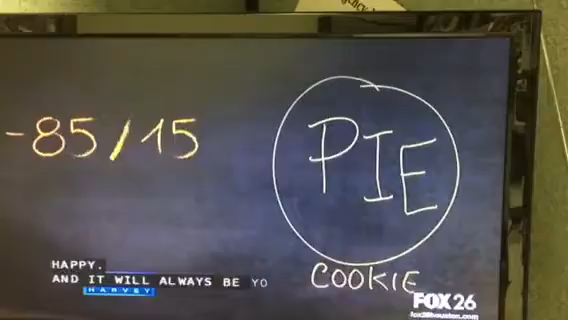 -85/15
PIE
COOKIE
HAPPY.
AND IT WILL ALWAYS BE YO
HARVEY
FOX 26